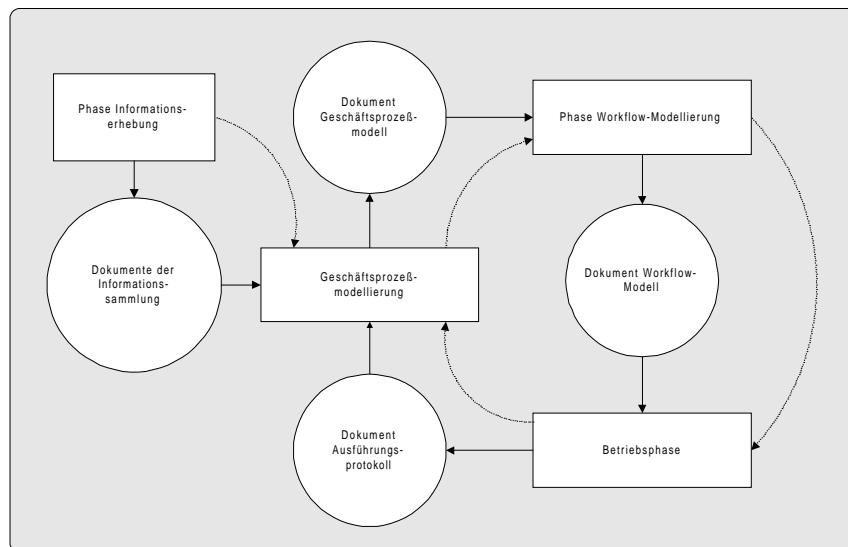 Phase Informations-
erhebung
Dokument
Geschäftsprozeß-
modell
Phase Workflow-Modellierung
Dokumente der
Informations-
sammlung
Geschäftsprozeß-
modellierung
Dokument Workflow-
Modell
Dokument
Ausführungs-
protokoll
Betriebsphase